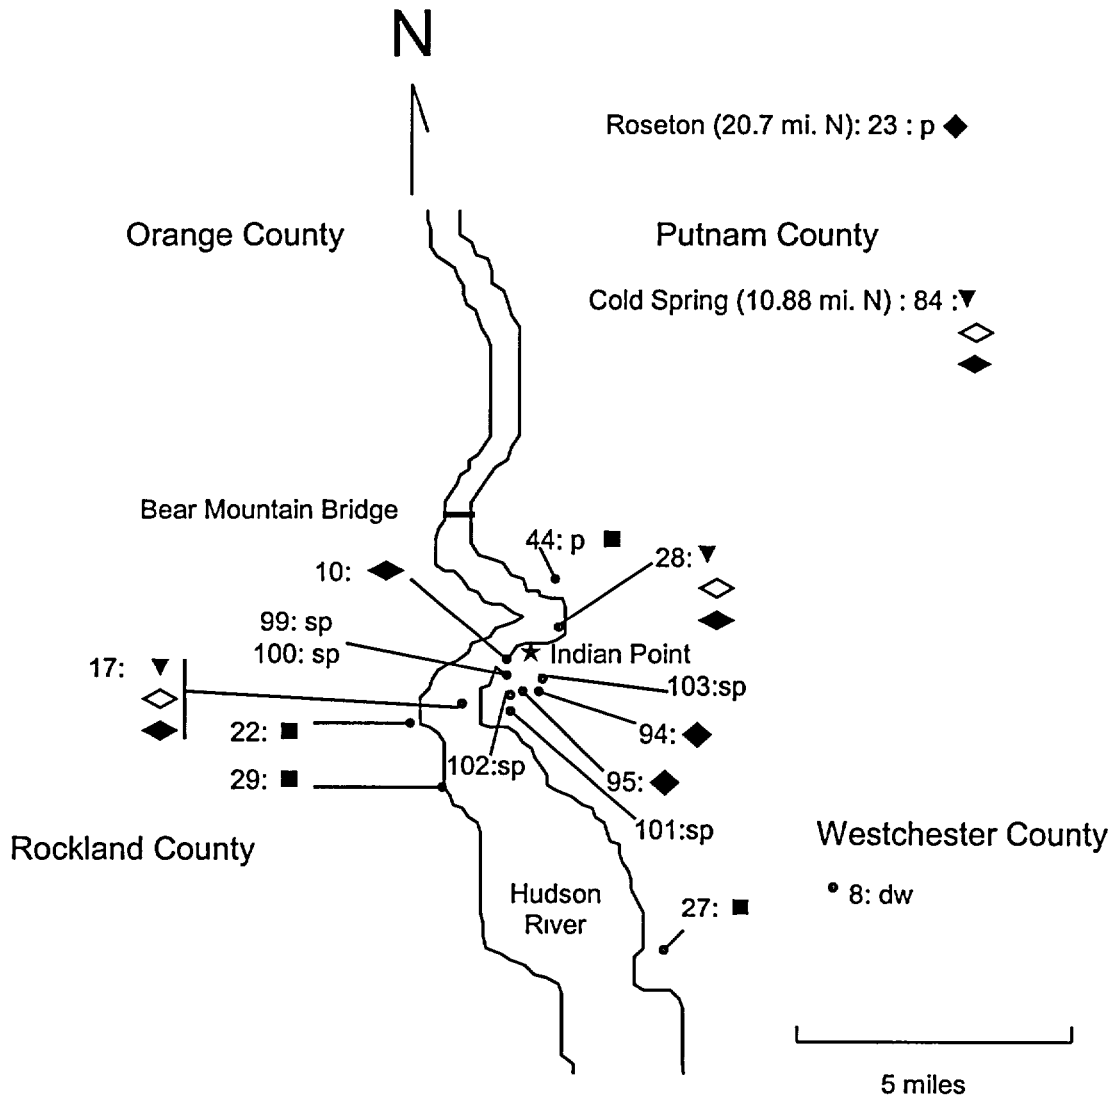 N
Roseton (20.7 mi. N): 23 : p
Orange County
Putnam County
Cold Spring (10.88 mi. N) : 84 :
Bear Mountain Bridge
44: p
28:
10:
99: sp
100: sp
Indian Point
17:
103:sp
22:
94:
102:sp
29:
95:
101:sp
Westchester County
Rockland County
8: dw
Hudson
River
27:
5 miles